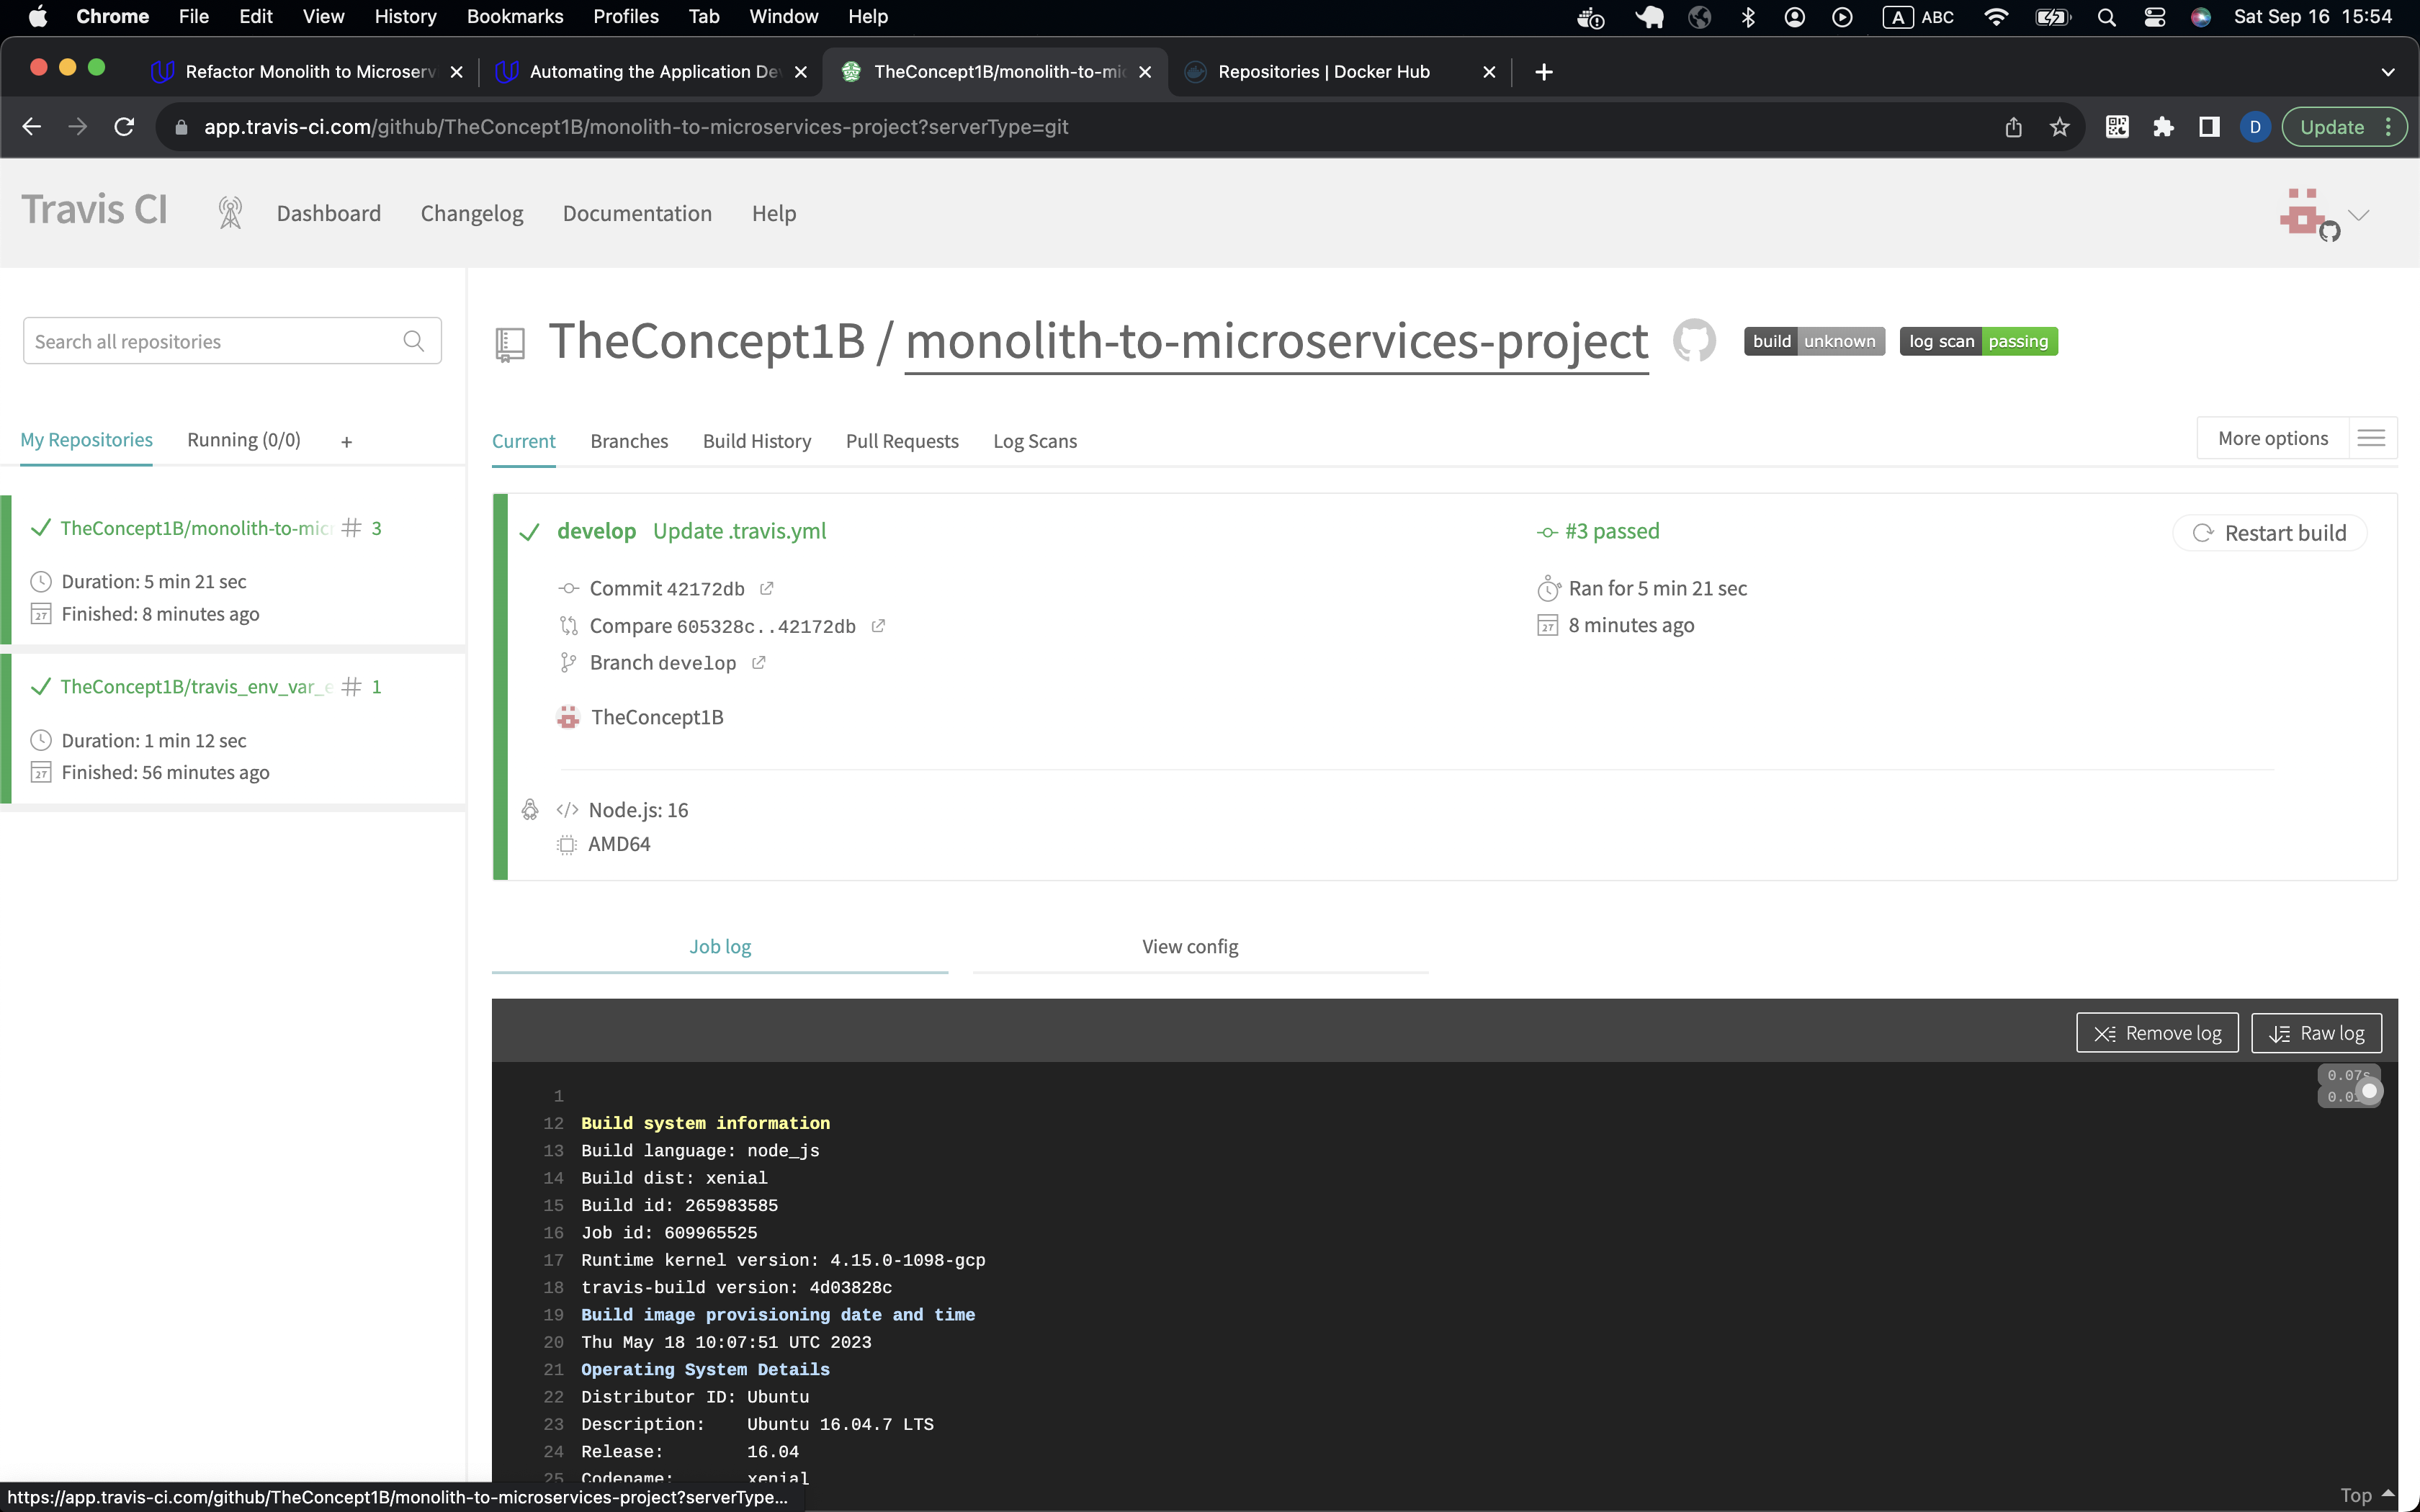 Chrome File Edit View History Bookmarks Profiles Tab Window Help
A ABC Sat Sep 16 15:54
Refactor Monolith to Microserv
Automating the Application De
TheConcept1B/monolith-to-mic
Repositories | Docker Hub
app.travis-ci.com/github/TheConcept1B/monolith-to-microservices-project?serverType=git
D Update
Travis CI Dashboard Changelog Documentation Help
Search all repositories
My Repositories Running (0/0) +
TheConcept1B/monolith-to-micr # 3
Duration: 5 min 21 sec
27 Finished: 8 minutes ago
TheConcept1B/travis_env_var_e # 1
Duration: 1 min 12 sec
27 Finished: 56 minutes ago
TheConcept1B / monolith-to-microservices-project build unknown log scan passing
Current Branches Build History Pull Requests Log Scans More options
develop Update .travis.yml #3 passed Restart build
Commit 42172db Ran for 5 min 21 sec
Compare 605328c..42172db 27 8 minutes ago
Branch develop
TheConcept1B
Node.js: 16
AMD64
Job log View config
Remove log Raw log
0.07s
1
12 Build system information
13 Build language: node_js
14 Build dist: xenial
15 Build id: 265983585
16 Job id: 609965525
17 Runtime kernel version: 4.15.0-1098-gcp
18 travis-build version: 4d03828c
19 Build image provisioning date and time
20 Thu May 18 10:07:51 UTC 2023
21 Operating System Details
22 Distributor ID: Ubuntu
23 Description: Ubuntu 16.04.7 LTS
24 Release: 16.04
25 Codename: xenial
https://app.travis-ci.com/github/TheConcept1B/monolith-to-microservices-project?serverType...
Top